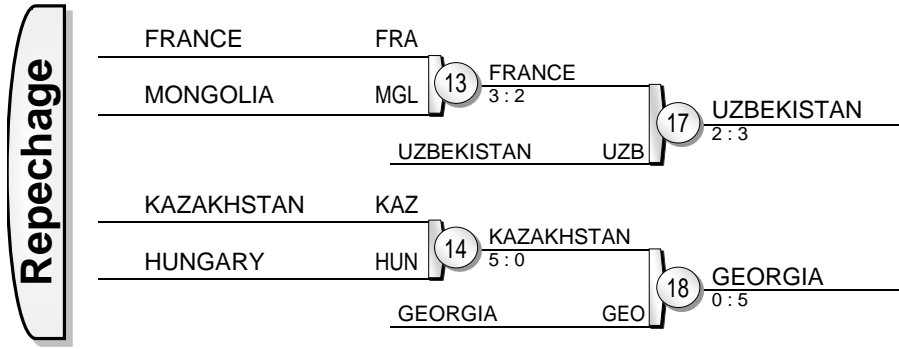 Repechage
FRANCE FRA
MONGOLIA MGL
13
FRANCE
3 : 2
UZBEKISTAN UZB
17
UZBEKISTAN
2 : 3
KAZAKHSTAN KAZ
HUNGARY HUN
14
KAZAKHSTAN
5 : 0
GEORGIA GEO
18
GEORGIA
0 : 5